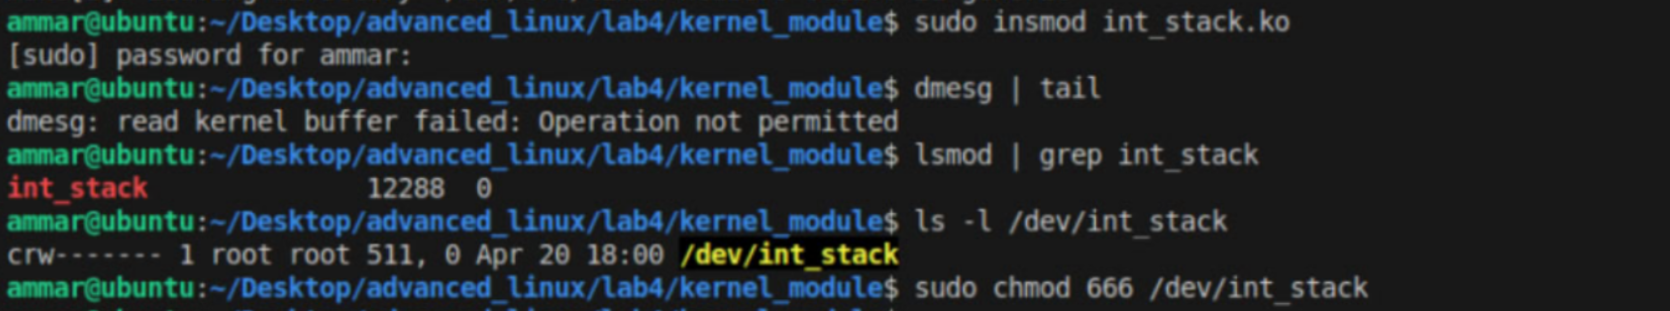 ammar@ubuntu:~/Desktop/advanced_linux/lab4/kernel_module$ sudo insmod int_stack.ko
[sudo] password for ammar:
ammar@ubuntu:~/Desktop/advanced_linux/lab4/kernel_module$ dmesg | tail
dmesg: read kernel buffer failed: Operation not permitted
ammar@ubuntu:~/Desktop/advanced_linux/lab4/kernel_module$ lsmod | grep int_stack
int_stack              12288  0
ammar@ubuntu:~/Desktop/advanced_linux/lab4/kernel_module$ ls -l /dev/int_stack
crw------- 1 root root 511, 0 Apr 20 18:00 /dev/int_stack
ammar@ubuntu:~/Desktop/advanced_linux/lab4/kernel_module$ sudo chmod 666 /dev/int_stack